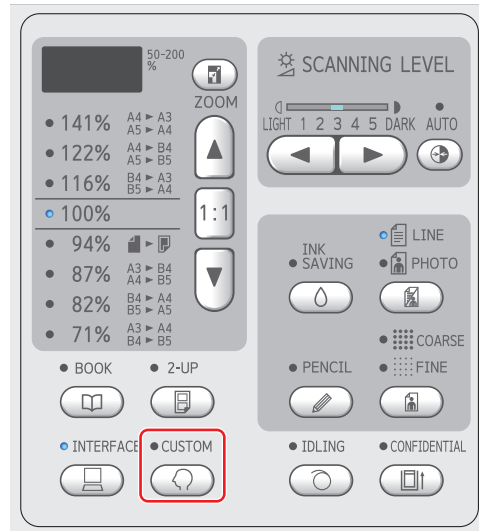 50-200
%
ZOOM
141% A4 ► A3
A5 ► A4
122% A4 ► B4
A5 ► B5
116% B4 ► A3
B5 ► A4
100%
1:1
94%
87% A3 ► B4
A4 ► B5
82% B4 ► A4
B5 ► A5
71% A3 ► A4
B4 ► B5
BOOK
2-UP
INTERFACE
CUSTOM
SCANNING LEVEL
LIGHT 1 2 3 4 5 DARK AUTO
INK
SAVING
LINE
PHOTO
COARSE
PENCIL
FINE
IDLING
CONFIDENTIAL